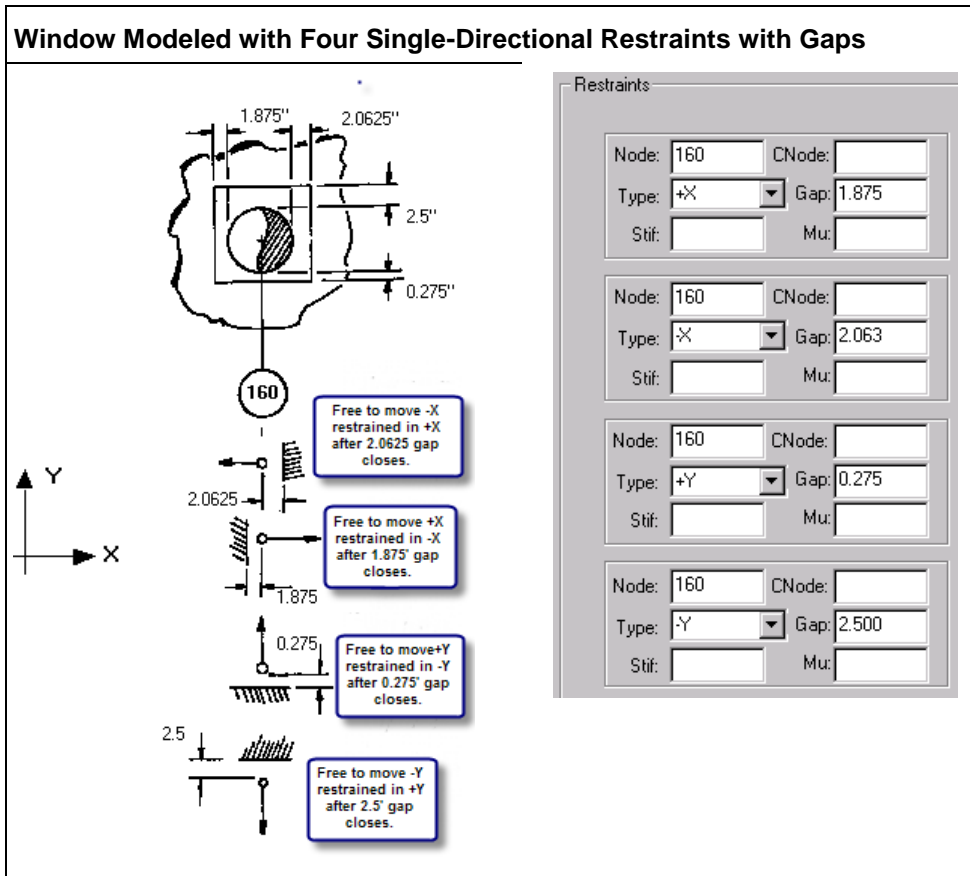 Window Modeled with Four Single-Directional Restraints with Gaps
1.875"
2.0625"
2.5"
0.275"
160
Free to move -X
restrained in +X
after 2.0625 gap
closes.
2.0625
Y
X
Free to move +X
restrained in -X
after 1.875' gap
closes.
1.875
0.275
Free to move+Y
restrained in -Y
after 0.275' gap
closes.
2.5
Free to move -Y
restrained in +Y
after 2.5' gap
closes.
Restraints
Node: 160 CNode:
Type: +X Gap: 1.875
Stif: Mu:
Node: 160 CNode:
Type: -X Gap: 2.063
Stif: Mu:
Node: 160 CNode:
Type: +Y Gap: 0.275
Stif: Mu:
Node: 160 CNode:
Type: -Y Gap: 2.500
Stif: Mu: